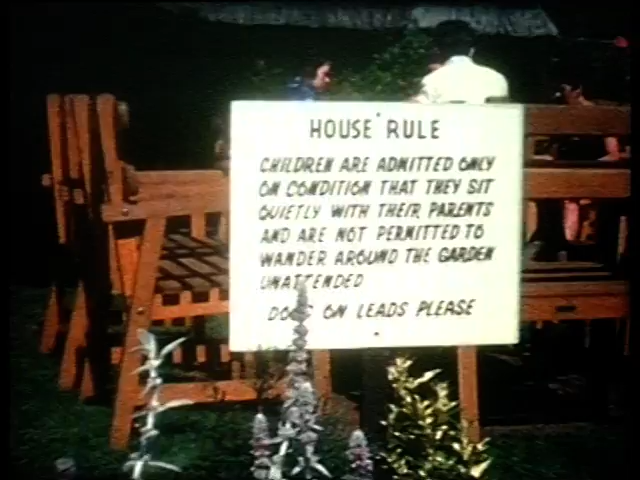 HOUSE RULE
CHILDREN ARE ADMITTED ONLY
ON CONDITION THAT THEY SIT
QUIETLY WITH THEIR PARENTS
AND ARE NOT PERMITTED TO
WANDER AROUND THE GARDEN
UNATTENDED
DOGS ON LEADS PLEASE